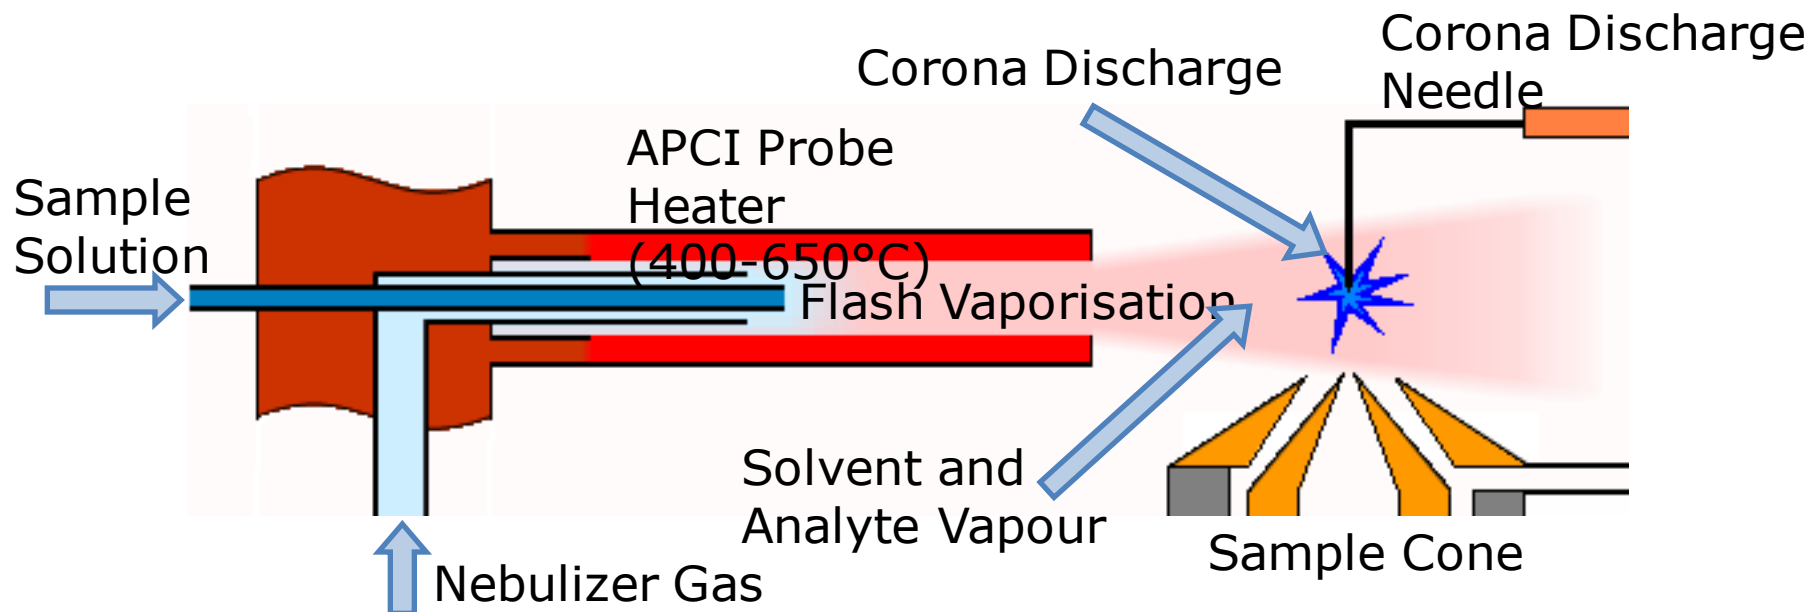 Corona Discharge
Needle
Corona Discharge
APCI Probe
Heater
(400-650°C)
Sample
Solution
Flash Vaporisation
Solvent and
Analyte Vapour
Sample Cone
Nebulizer Gas